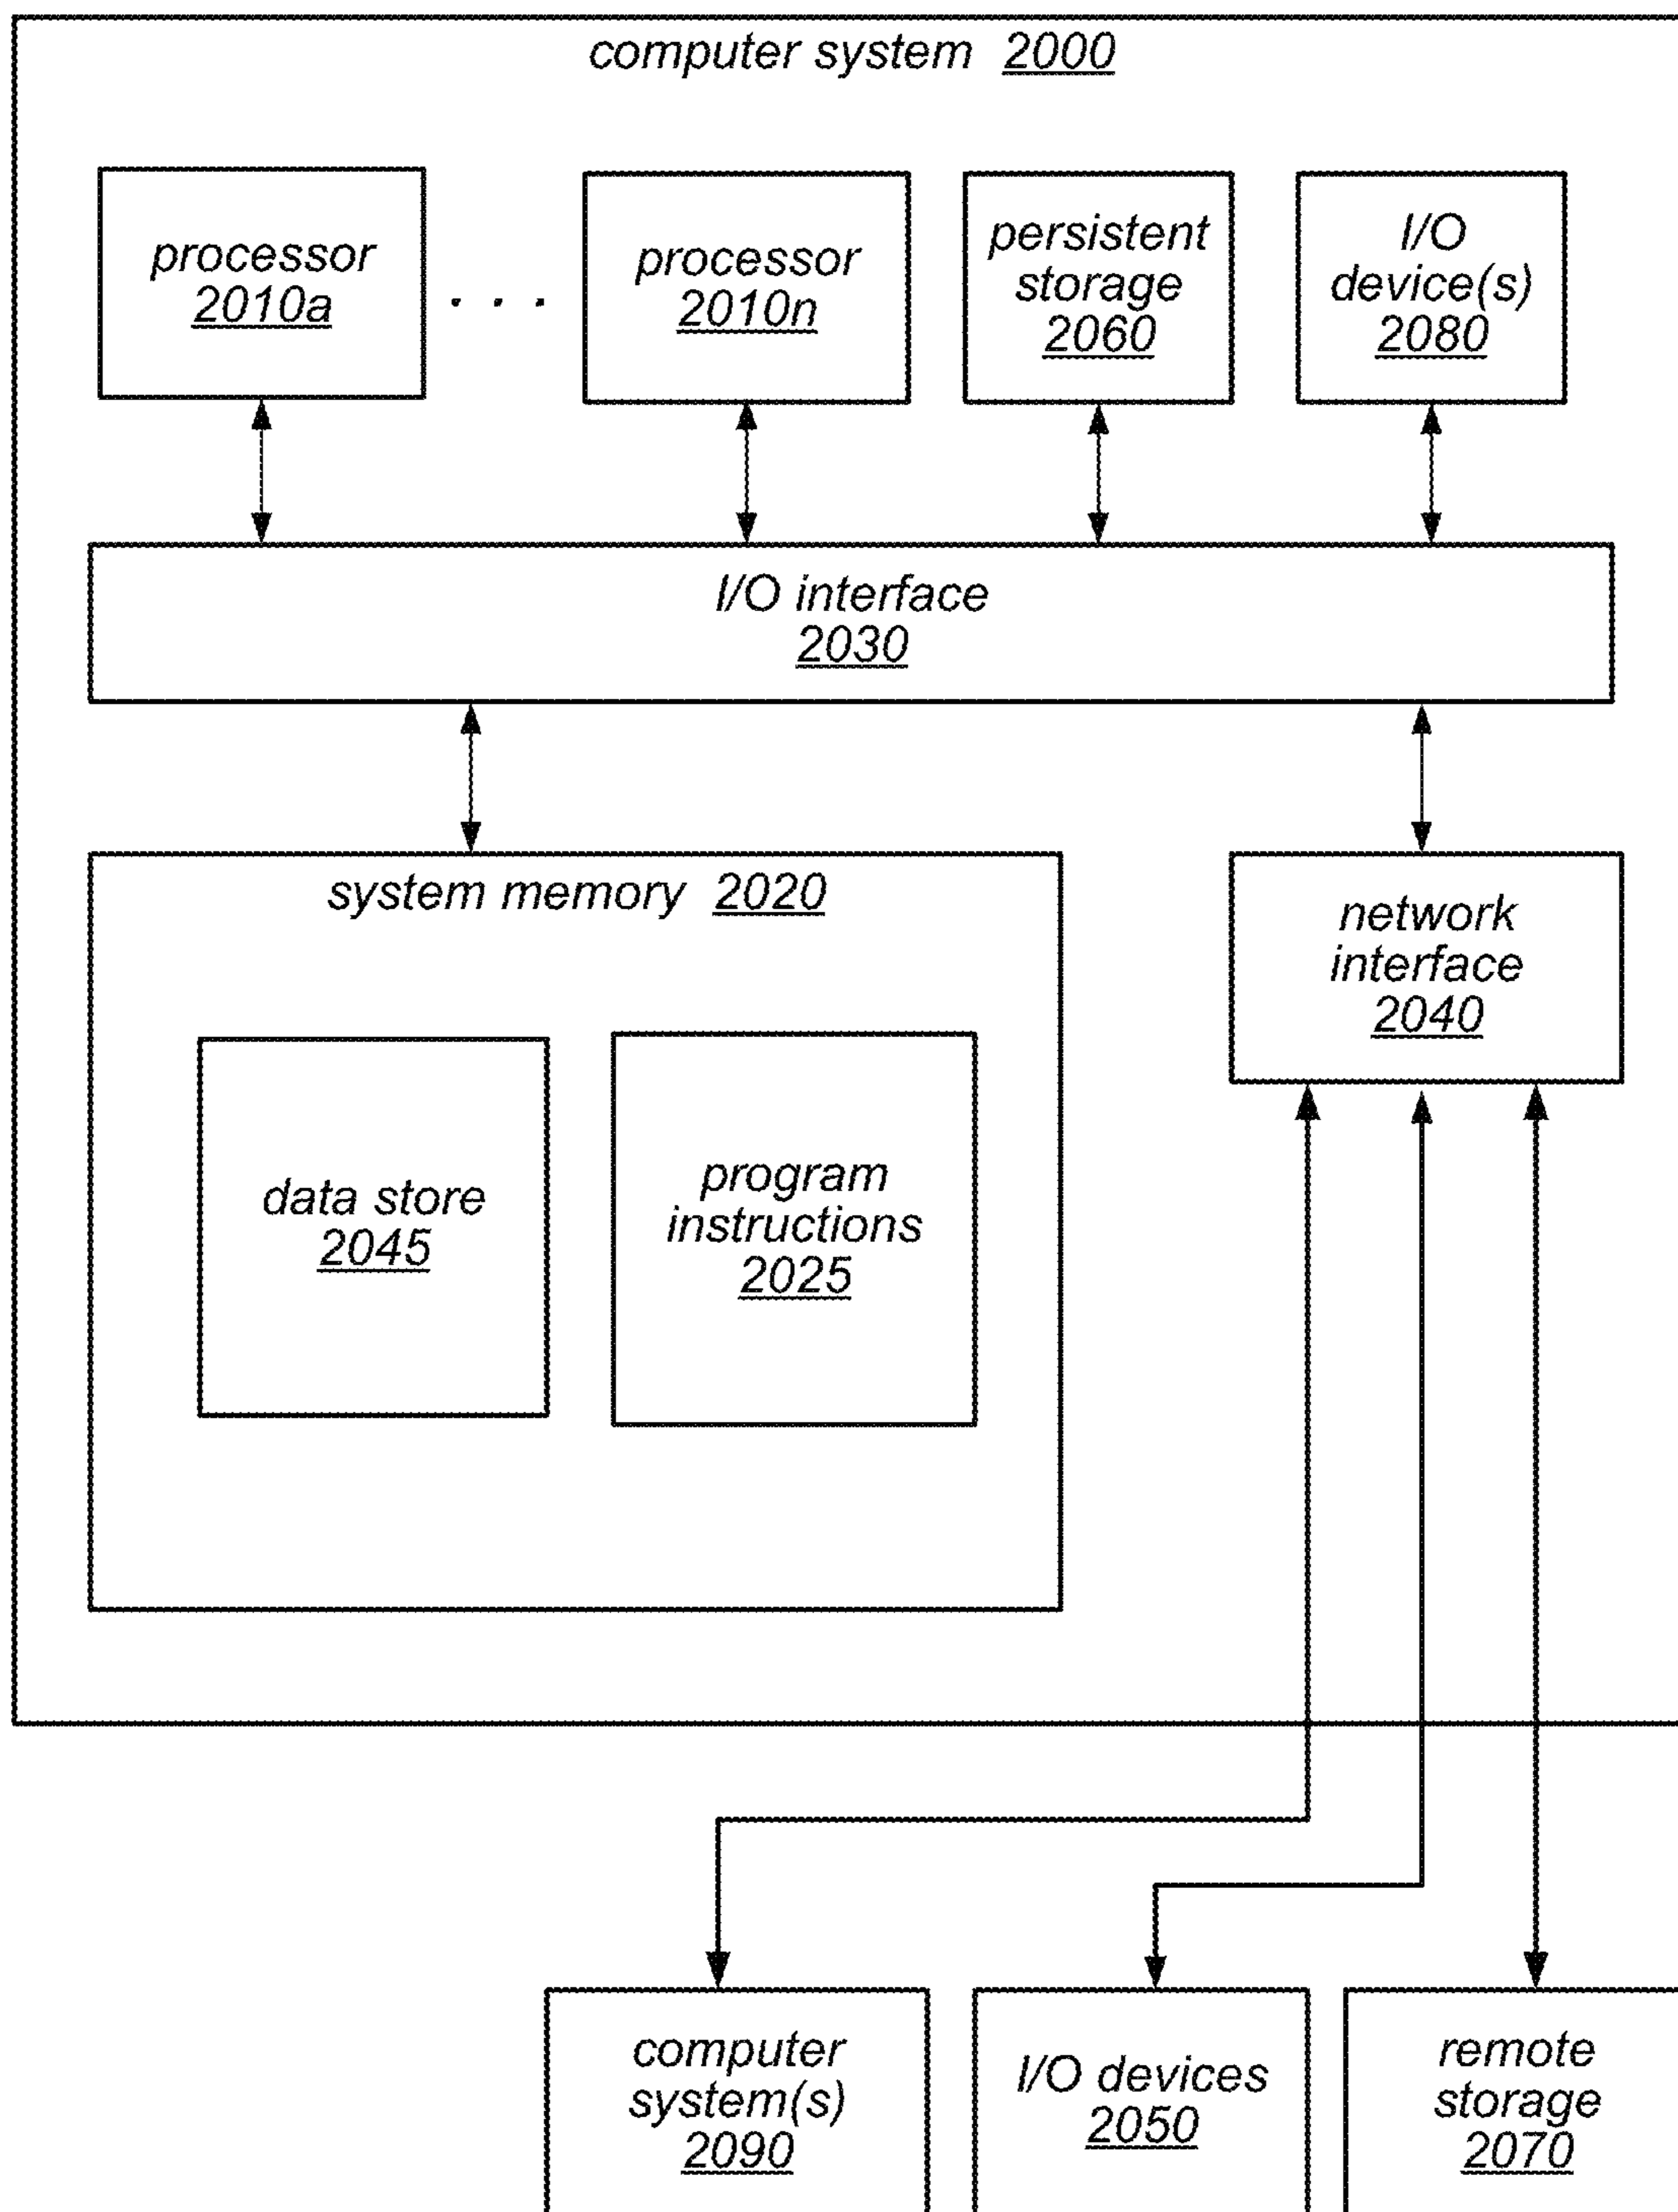 computer system 2000
processor
2010a
. . .
processor
2010n
persistent
storage
2060
I/O
device(s)
2080
I/O interface
2030
system memory 2020
network
interface
2040
data store
2045
program
instructions
2025
computer
system(s)
2090
I/O devices
2050
remote
storage
2070